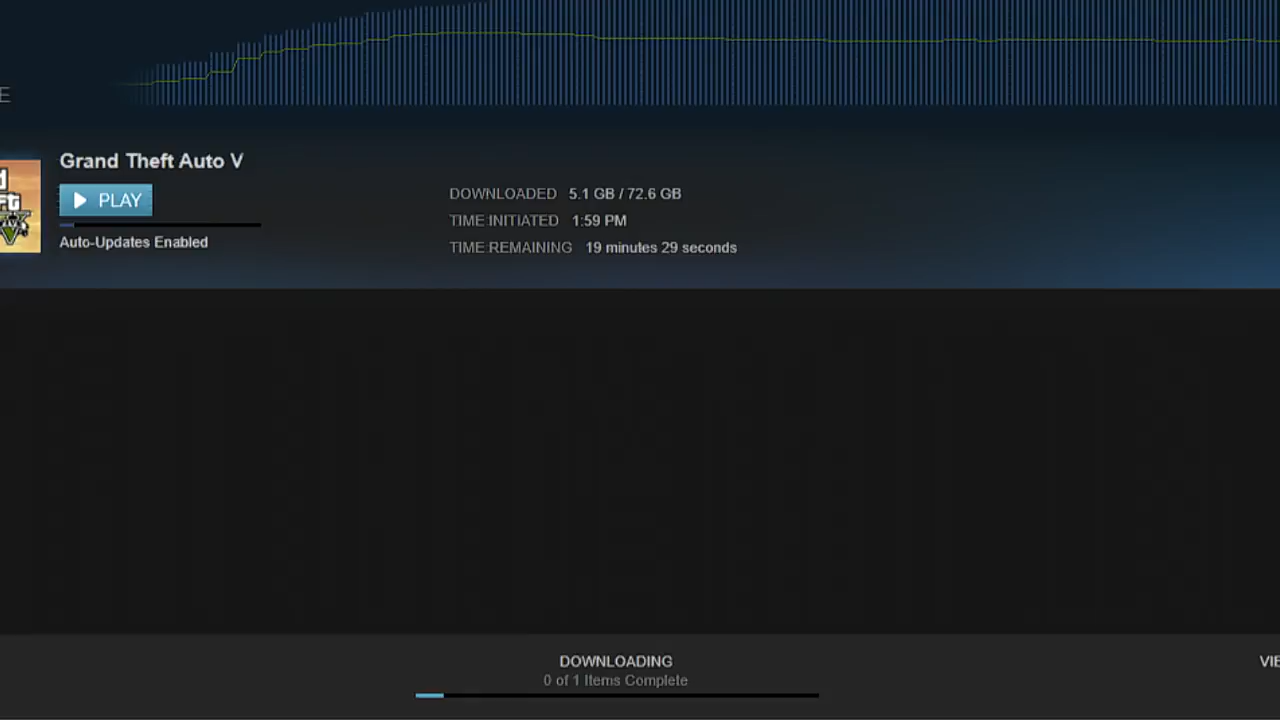 E
Grand Theft Auto V
PLAY
Auto-Updates Enabled
DOWNLOADED 5.1 GB / 72.6 GB
TIME INITIATED 1:59 PM
TIME REMAINING 19 minutes 29 seconds
DOWNLOADING
0 of 1 Items Complete
VIE